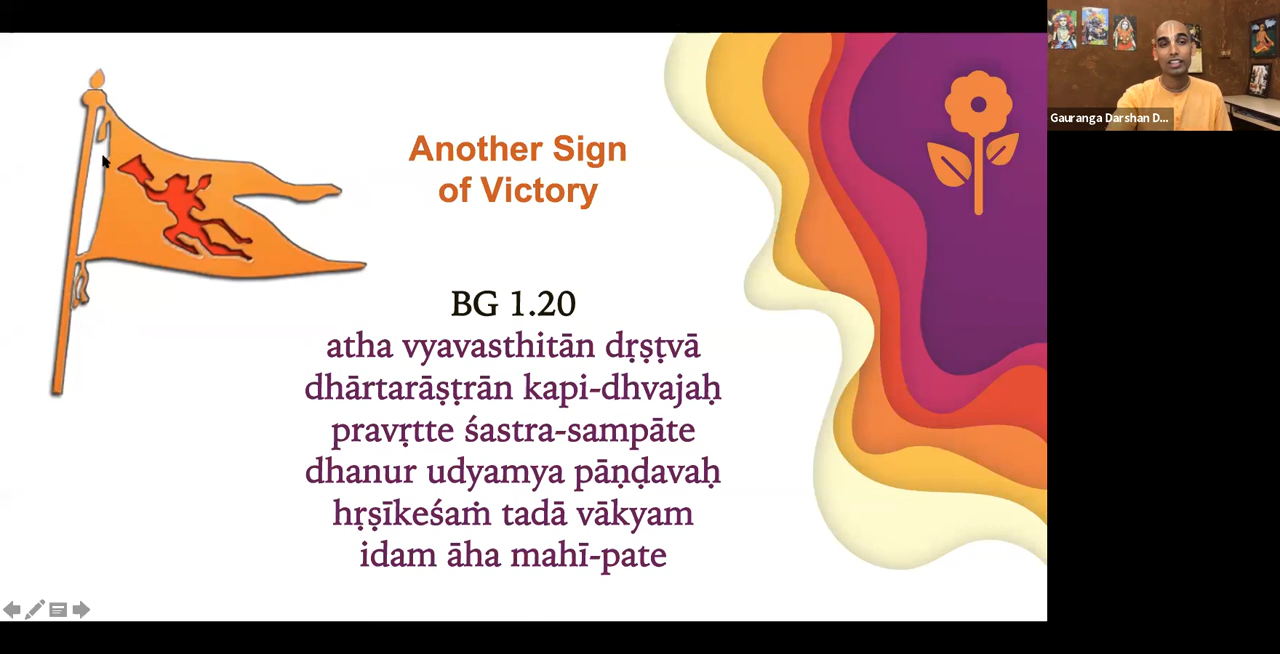 Another Sign
of Victory
BG 1.20
atha vyavasthitān dṛṣṭvā
dhārtarāṣṭrān kapi-dhvajaḥ
pravṛtte śastra-sampāte
dhanur udyamya pāṇḍavaḥ
hṛṣīkeśaṁ tadā vākyam
idam āha mahī-pate
Gauranga Darshan D...